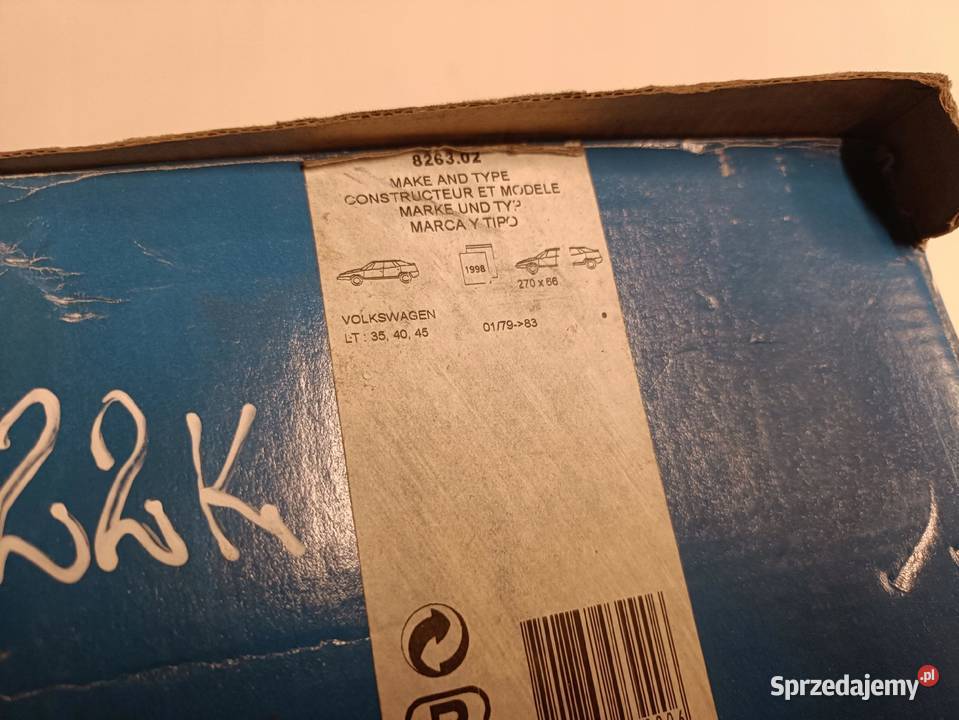 8263.02
MAKE AND TYPE
CONSTRUCTEUR ET MODELE
MARKE UND TYP
MARCA Y TIPO
1998
270 x 66
VOLKSWAGEN
LT : 35, 40, 45
01/79->83
22K
Sprzedajemy.pl